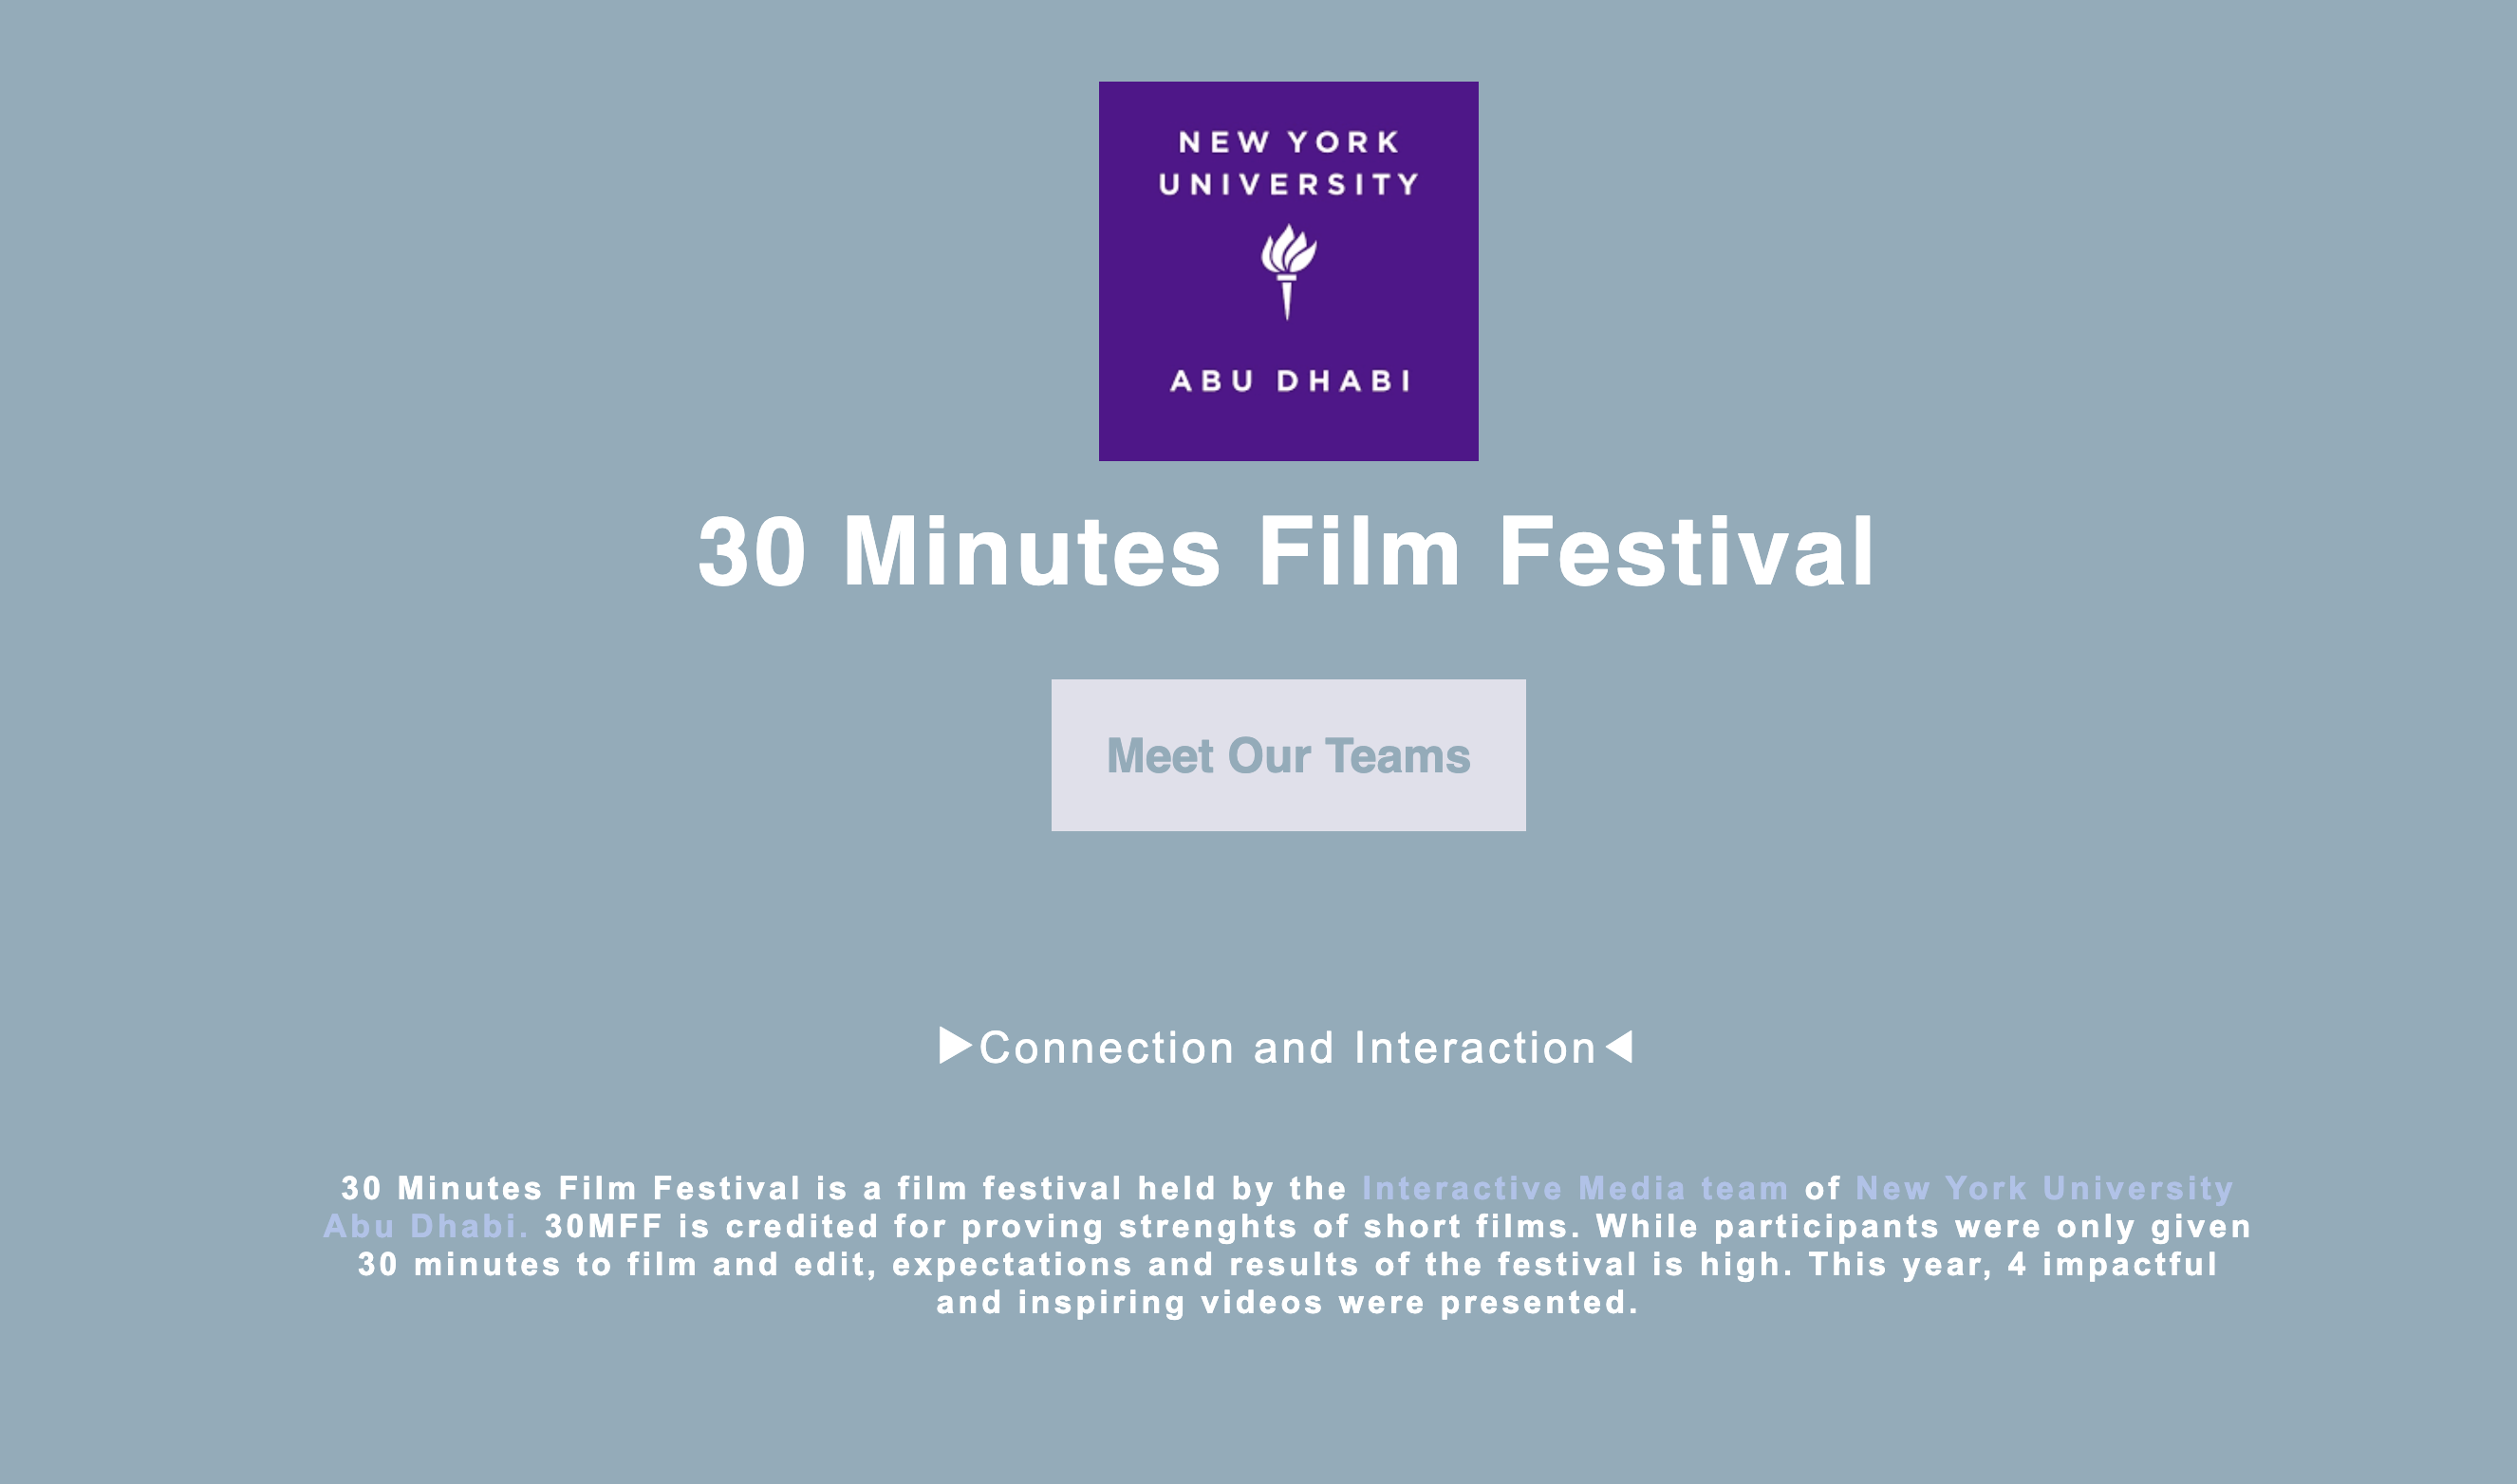 NEW YORK
UNIVERSITY
ABU DHABI
30 Minutes Film Festival
Meet Our Teams
▶Connection and Interaction◀
30 Minutes Film Festival is a film festival held by the Interactive Media team of New York University
Abu Dhabi. 30MFF is credited for proving strenghts of short films. While participants were only given
30 minutes to film and edit, expectations and results of the festival is high. This year, 4 impactful
and inspiring videos were presented.